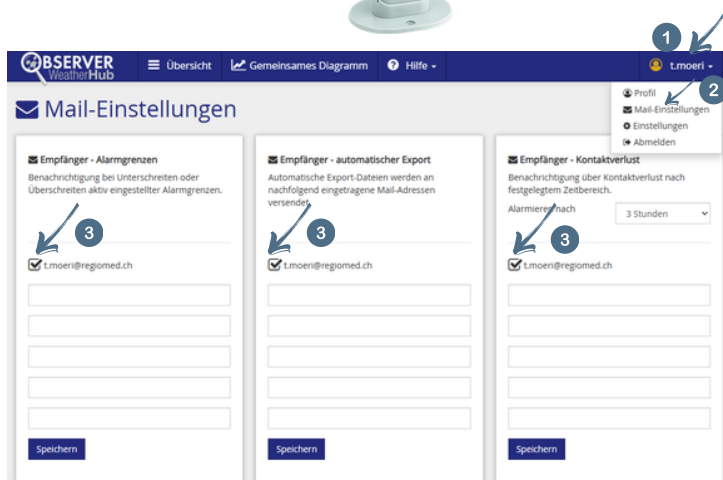 1
OBSERVER
WeatherHub
Übersicht
Gemeinsames Diagramm
Hilfe
t.moeri
2
Profil
Mail-Einstellungen
Einstellungen
Abmelden
Mail-Einstellungen
Empfänger - Alarmgrenzen
Benachrichtigung bei Unterschreiten oder
Überschreiten aktiv eingestellter Alarmgrenzen.
3
t.moeri@regiomed.ch
Speichern
Empfänger - automatischer Export
Automatische Export-Dateien werden an
nachfolgend eingetragene Mail-Adressen
versendet.
3
t.moeri@regiomed.ch
Speichern
Empfänger - Kontaktverlust
Benachrichtigung über Kontaktverlust nach
festgelegtem Zeitbereich.
Alarmieren nach
3 Stunden
3
t.moeri@regiomed.ch
Speichern